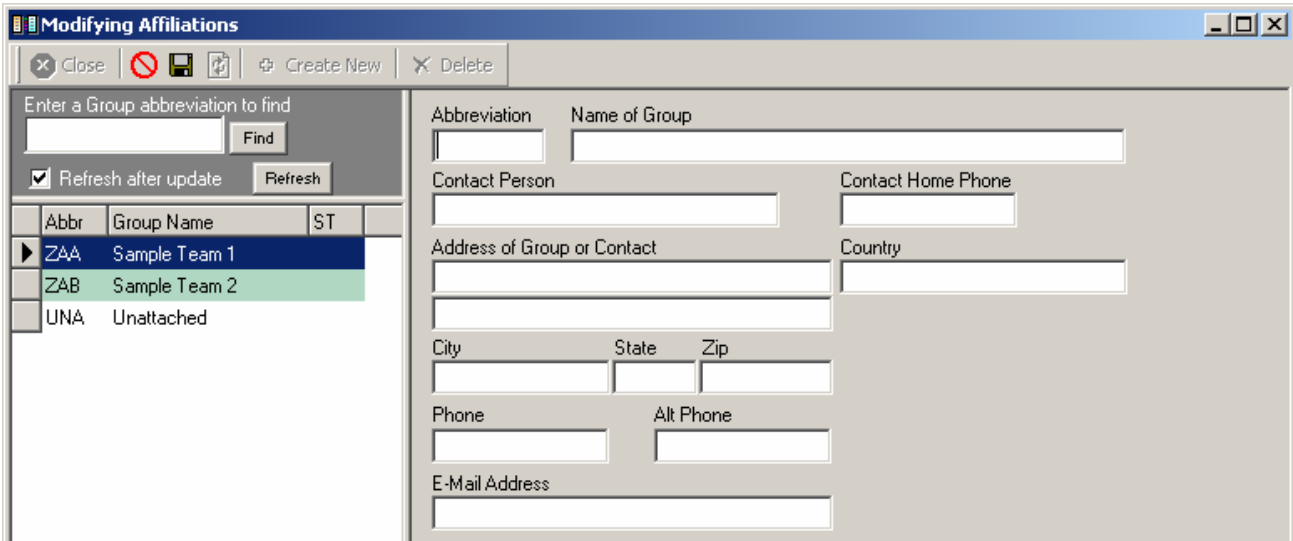 Modifying Affiliations
Close Create New Delete
Enter a Group abbreviation to find
Find
Refresh after update Refresh
Abbr Group Name ST
ZAA Sample Team 1
ZAB Sample Team 2
UNA Unattached
Abbreviation Name of Group
Contact Person Contact Home Phone
Address of Group or Contact Country
City State Zip
Phone Alt Phone
E-Mail Address